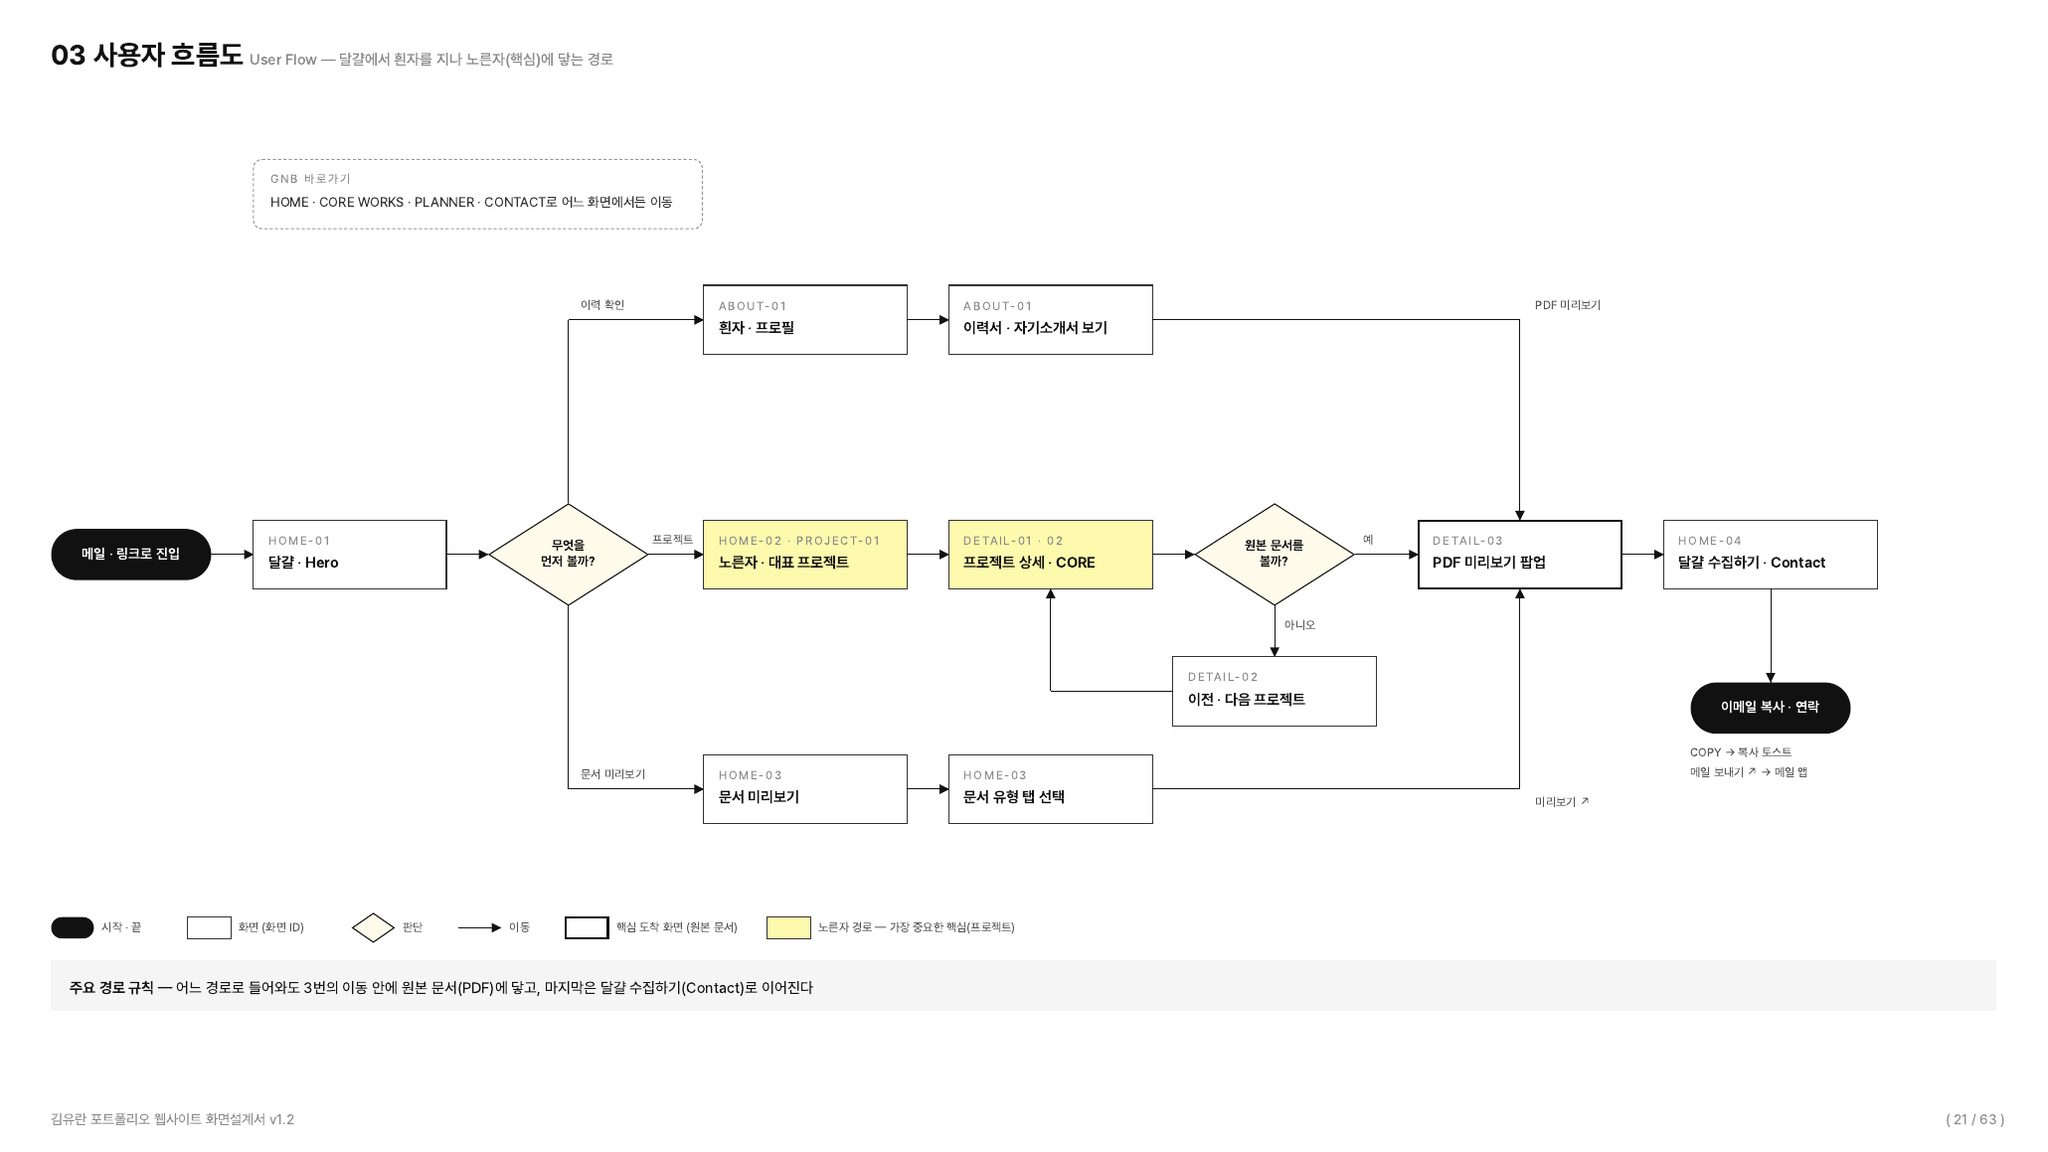 03 사용자 흐름도 User Flow — 달걀에서 흰자를 지나 노른자(핵심)에 닿는 경로
GNB 바로가기
HOME · CORE WORKS · PLANNER · CONTACT로 어느 화면에서든 이동
이력 확인
ABOUT-01
흰자 · 프로필
ABOUT-01
이력서 · 자기소개서 보기
PDF 미리보기
메일 · 링크로 진입
HOME-01
달걀 · Hero
무엇을
먼저 볼까?
프로젝트
HOME-02 · PROJECT-01
노른자 · 대표 프로젝트
DETAIL-01 · 02
프로젝트 상세 · CORE
원본 문서를
볼까?
예
DETAIL-03
PDF 미리보기 팝업
HOME-04
달걀 수집하기 · Contact
아니오
DETAIL-02
이전 · 다음 프로젝트
이메일 복사 · 연락
COPY → 복사 토스트
메일 보내기 ↗ → 메일 앱
문서 미리보기
HOME-03
문서 미리보기
HOME-03
문서 유형 탭 선택
미리보기 ↗
시작 · 끝
화면 (화면 ID)
판단
이동
핵심 도착 화면 (원본 문서)
노른자 경로 — 가장 중요한 핵심(프로젝트)
주요 경로 규칙 — 어느 경로로 들어와도 3번의 이동 안에 원본 문서(PDF)에 닿고, 마지막은 달걀 수집하기(Contact)로 이어진다
김유란 포트폴리오 웹사이트 화면설계서 v1.2
( 21 / 63 )